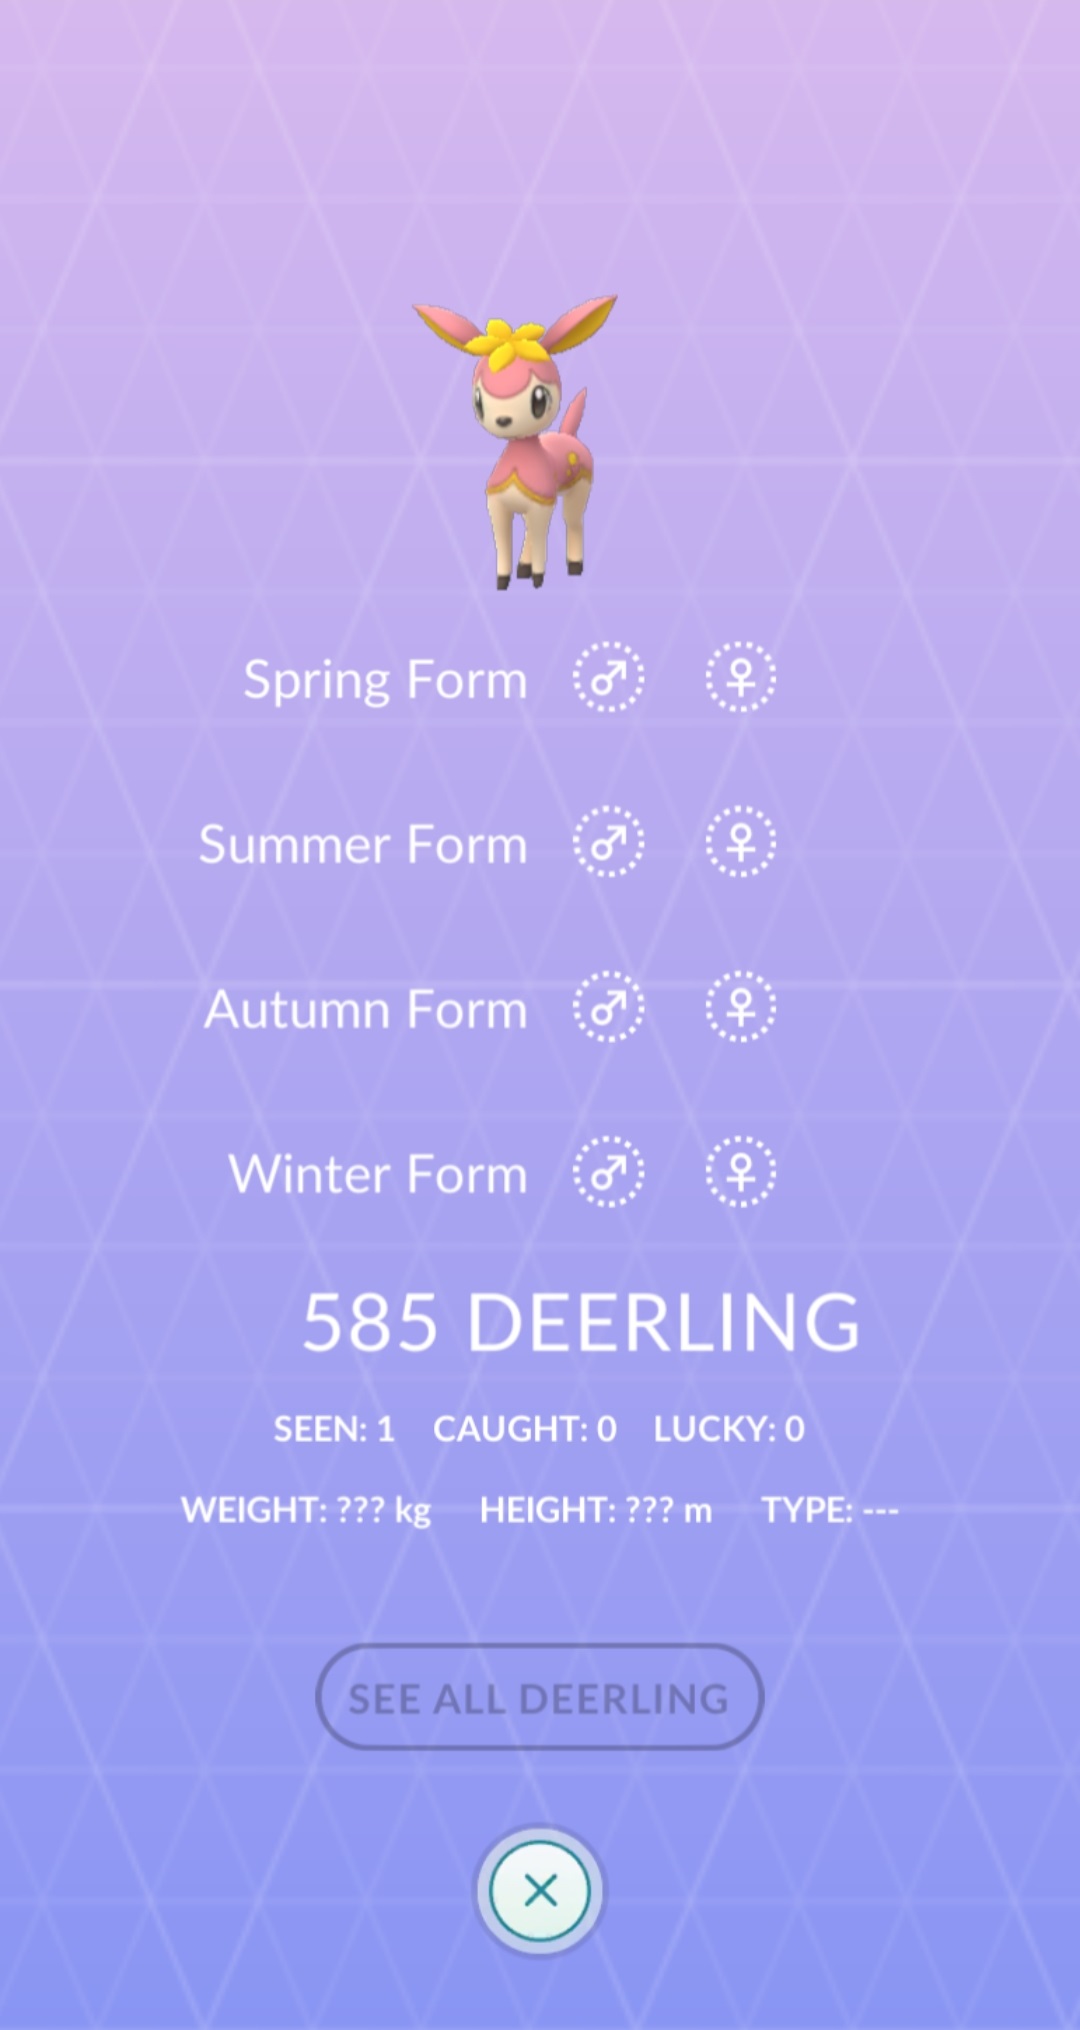 Spring Form ♂ ♀
Summer Form ♂ ♀
Autumn Form ♂ ♀
Winter Form ♂ ♀
585 DEERLING
SEEN: 1 CAUGHT: 0 LUCKY: 0
WEIGHT: ??? kg HEIGHT: ??? m TYPE: ---
SEE ALL DEERLING